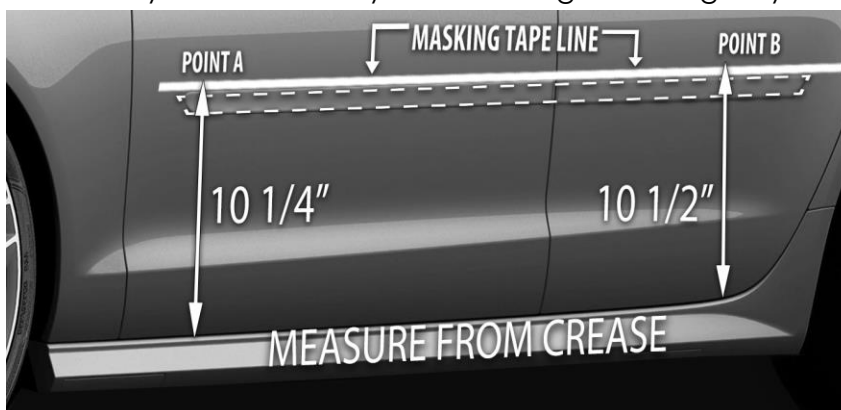 POINT A
MASKING TAPE LINE
POINT B
10 1/4"
10 1/2"
MEASURE FROM CREASE